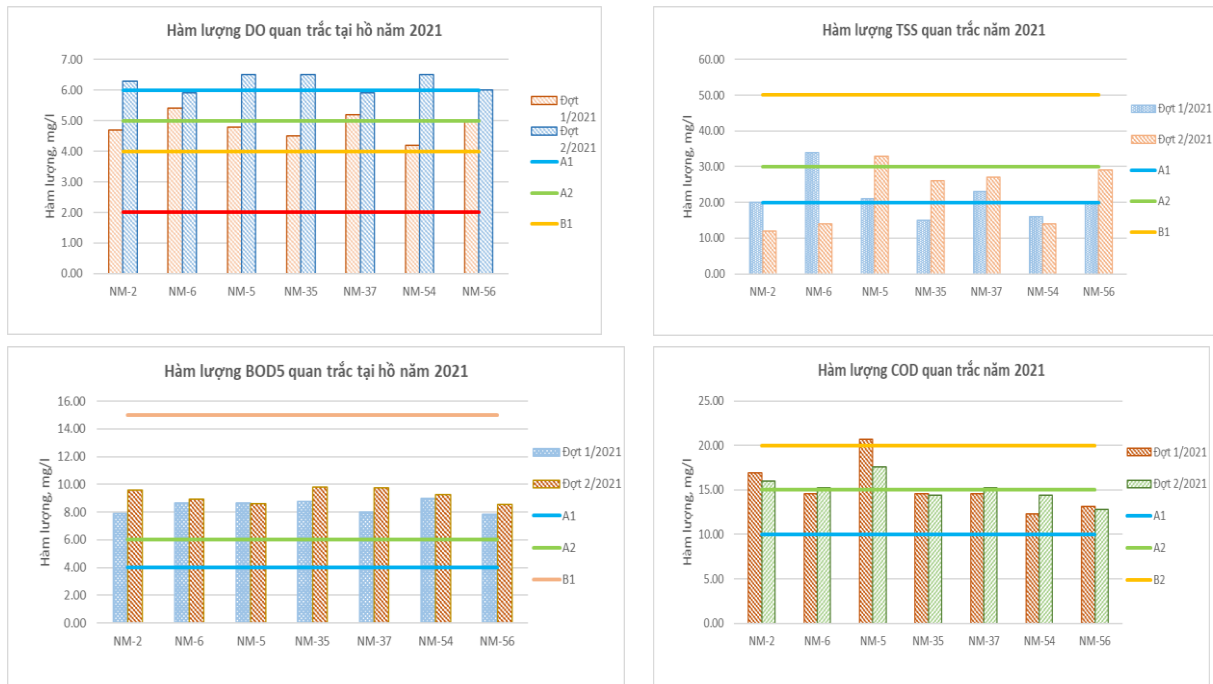 Hàm lượng DO quan trắc tại hồ năm 2021
Hàm lượng, mg/l
7.00
6.00
5.00
4.00
3.00
2.00
1.00
0.00
NM-2 NM-6 NM-5 NM-35 NM-37 NM-54 NM-56
Đợt
1/2021
Đợt
2/2021
A1
A2
B1
Hàm lượng TSS quan trắc năm 2021
Hàm lượng, mg/l
60.00
50.00
40.00
30.00
20.00
10.00
0.00
NM-2 NM-6 NM-5 NM-35 NM-37 NM-54 NM-56
Đợt 1/2021
Đợt 2/2021
A1
A2
B1
Hàm lượng BOD5 quan trắc tại hồ năm 2021
Hàm lượng, mg/l
16.00
14.00
12.00
10.00
8.00
6.00
4.00
2.00
0.00
NM-2 NM-6 NM-5 NM-35 NM-37 NM-54 NM-56
Đợt 1/2021
Đợt 2/2021
A1
A2
B1
Hàm lượng COD quan trắc năm 2021
Hàm lượng, mg/l
25.00
20.00
15.00
10.00
5.00
0.00
NM-2 NM-6 NM-5 NM-35 NM-37 NM-54 NM-56
Đợt 1/2021
Đợt 2/2021
A1
A2
B2